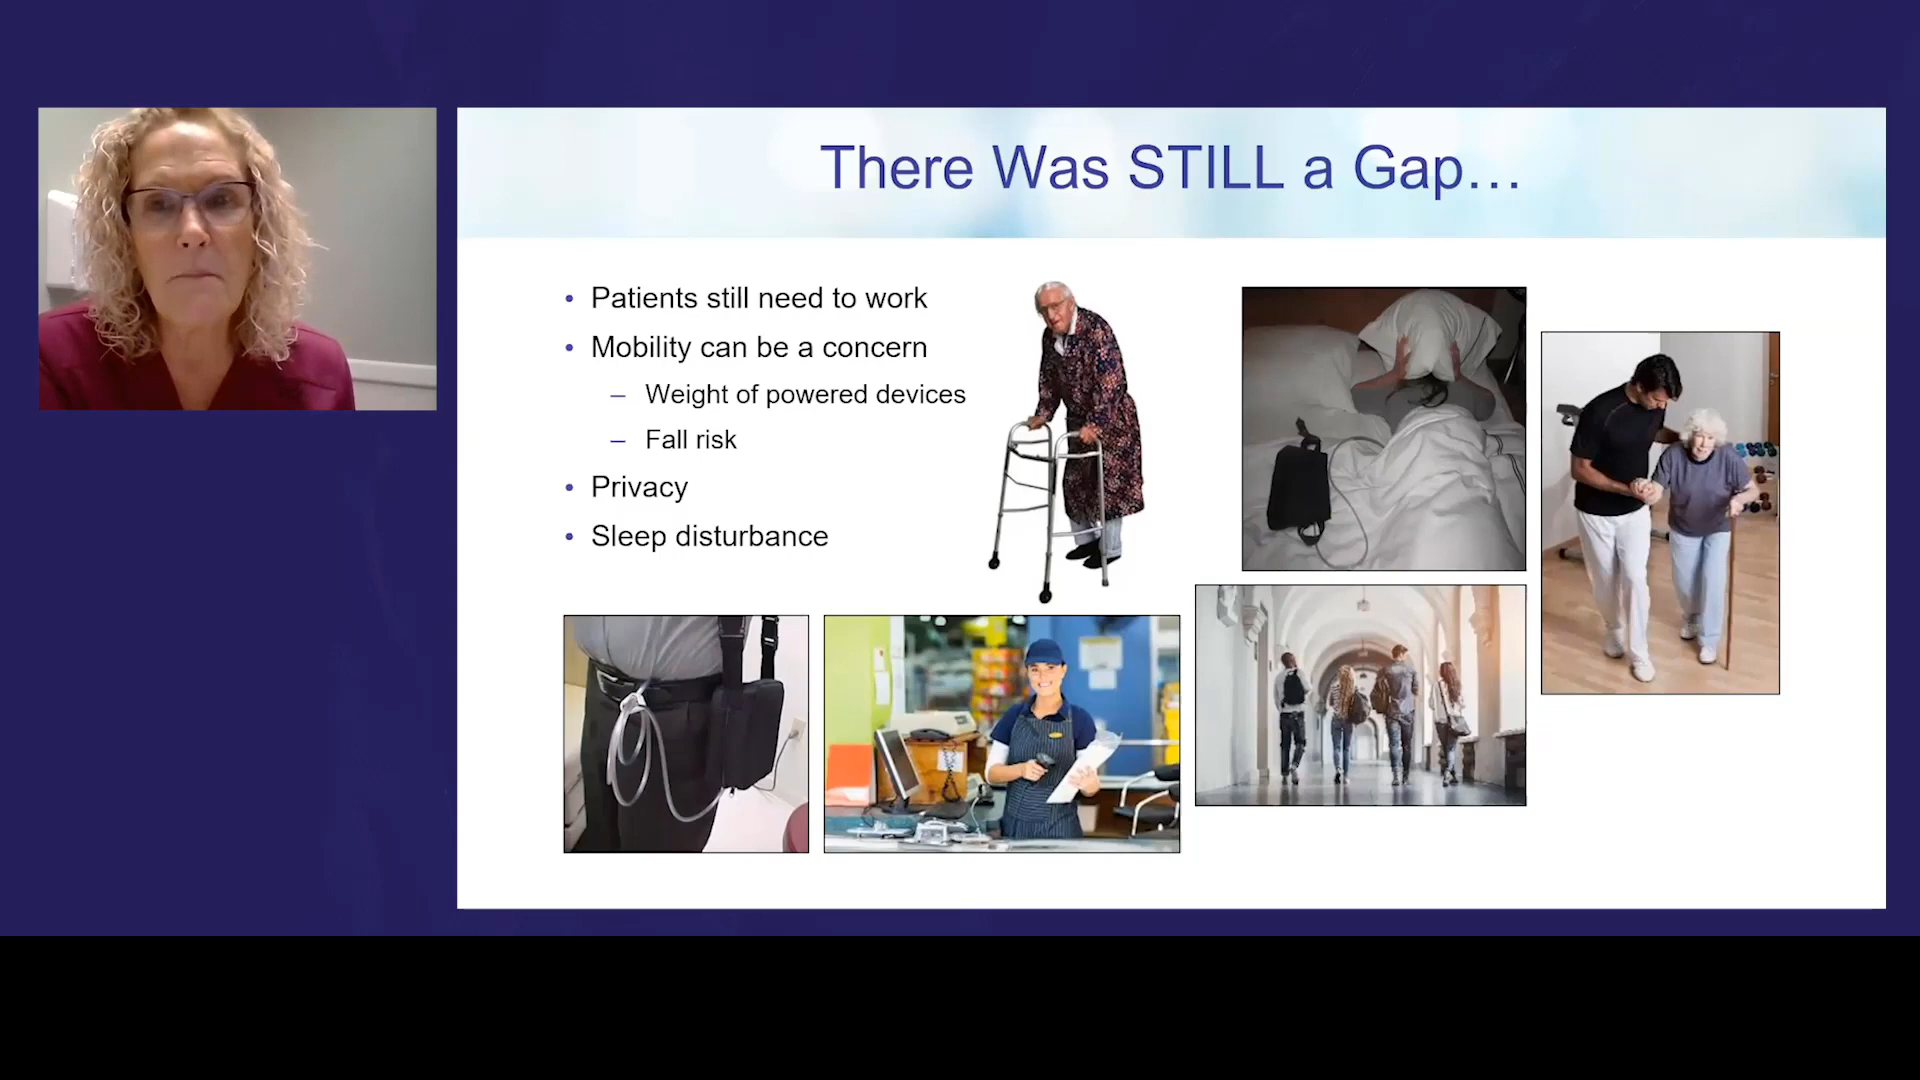 There Was STILL a Gap…
• Patients still need to work
• Mobility can be a concern
– Weight of powered devices
– Fall risk
• Privacy
• Sleep disturbance